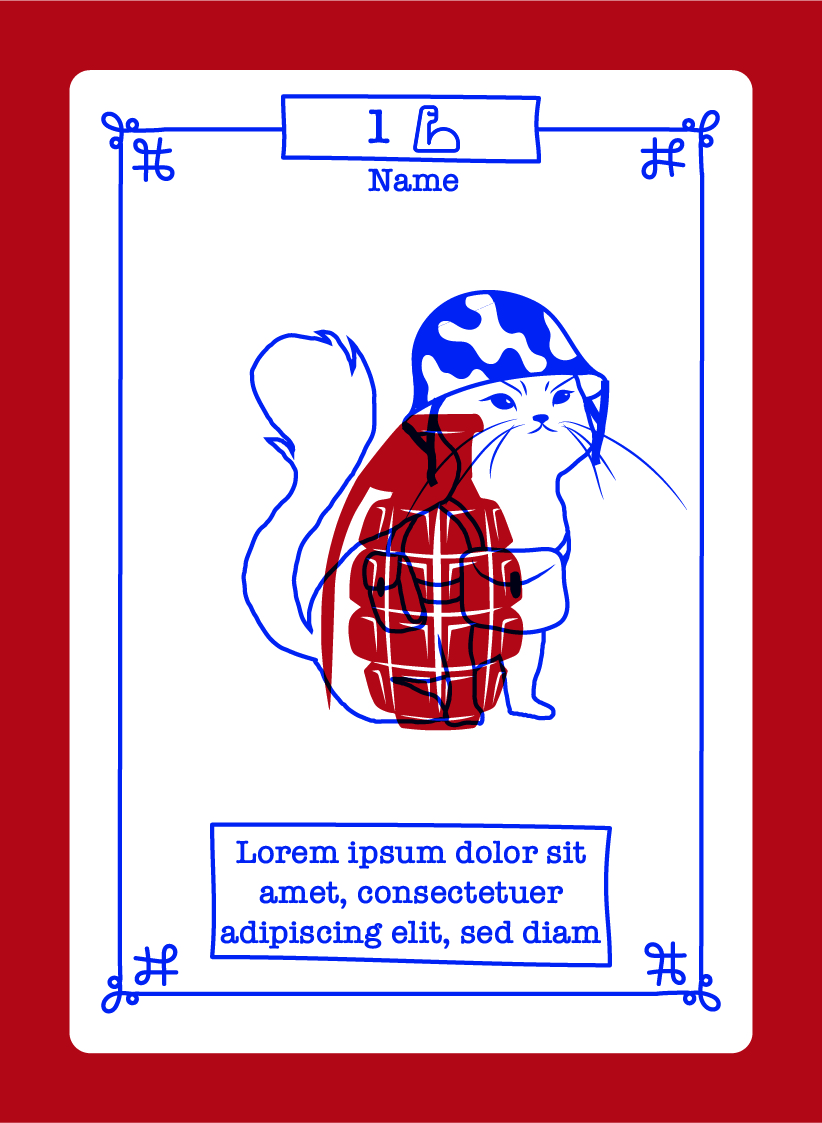 1
Name
Lorem ipsum dolor sit
amet, consectetuer
adipiscing elit, sed diam